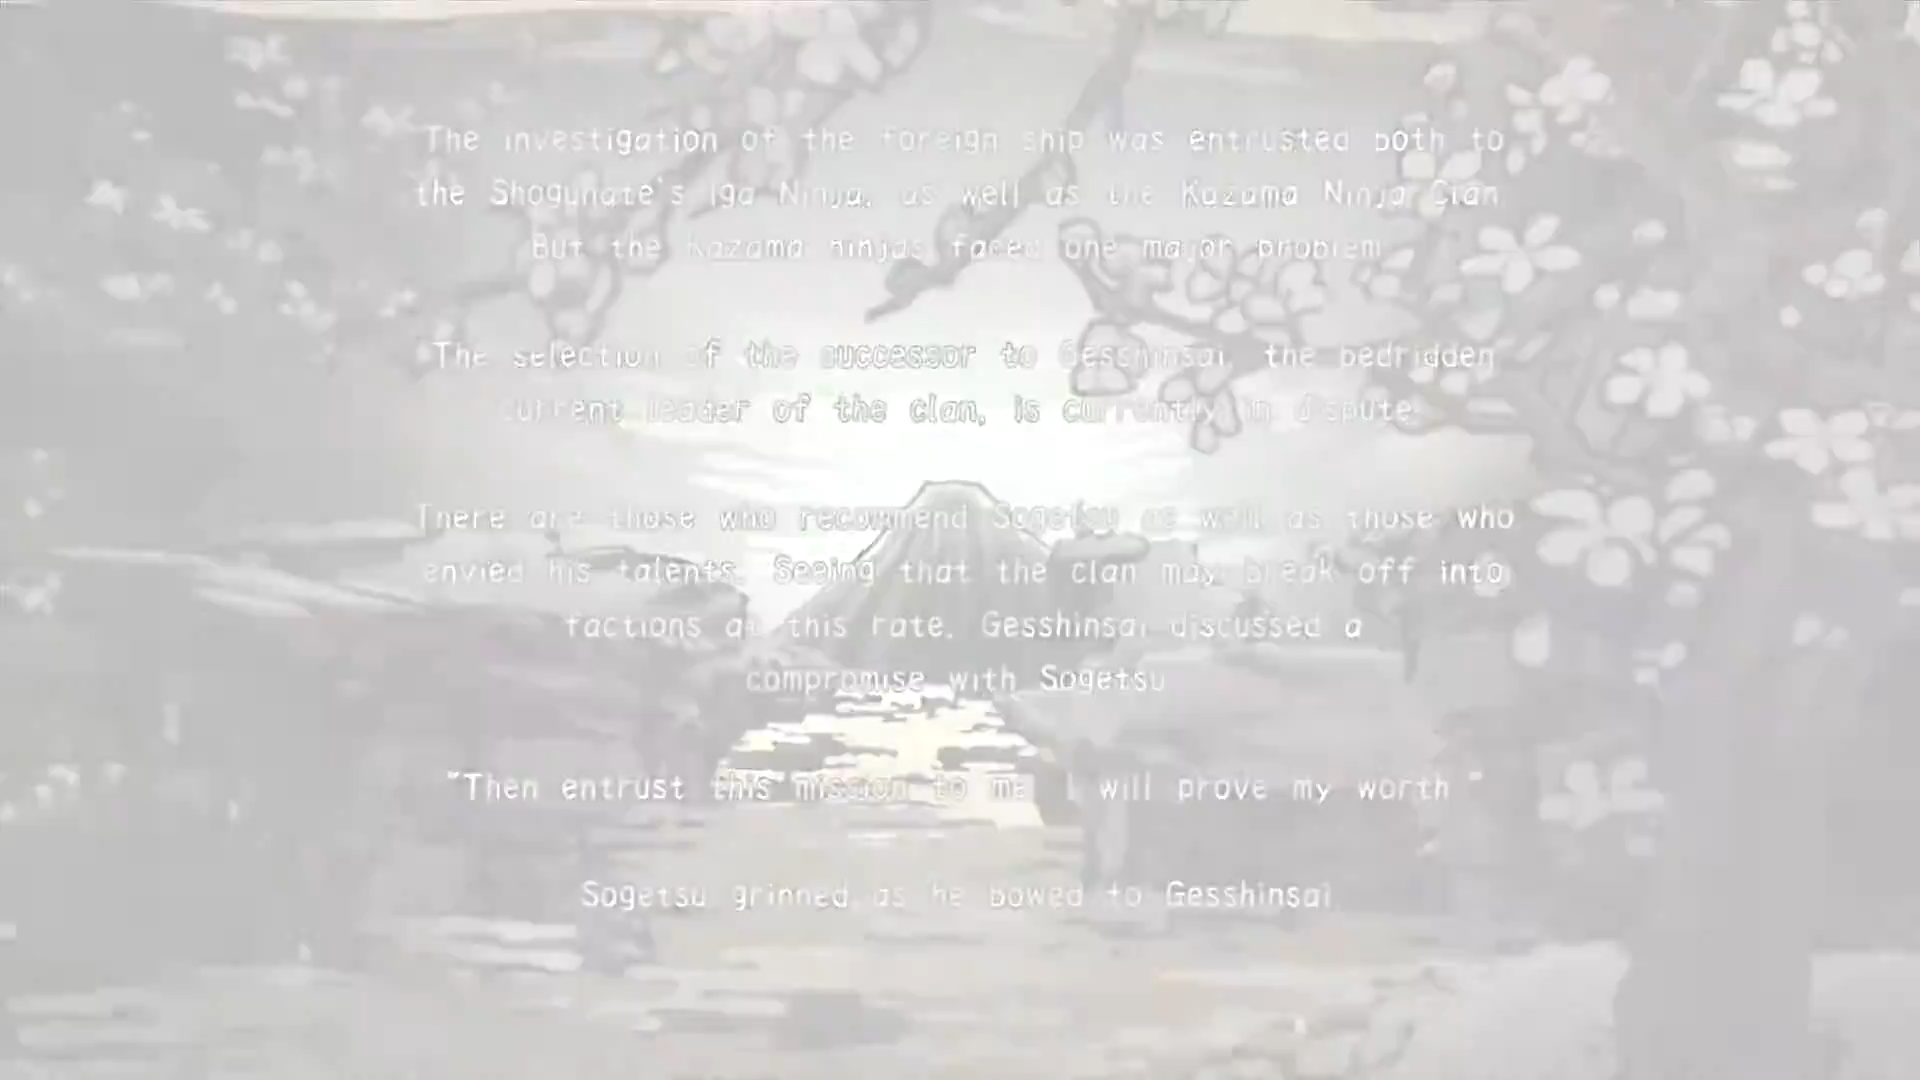 The investigation of the foreign ship was entrusted both to
the Shogunate's Iga Ninja, as well as the Kazama Ninja Clan.
But the Kazama ninjas faced one major problem.
The selection of the successor to Gesshinsai, the bedridden
current leader of the clan, is currently in dispute.
There are those who recommend Sogetsu as well as those who
envied his talents. Seeing that the clan may break off into
factions at this rate, Gesshinsai discussed a
compromise with Sogetsu.
"Then entrust this mission to me. I will prove my worth."
Sogetsu grinned as he bowed to Gesshinsai.